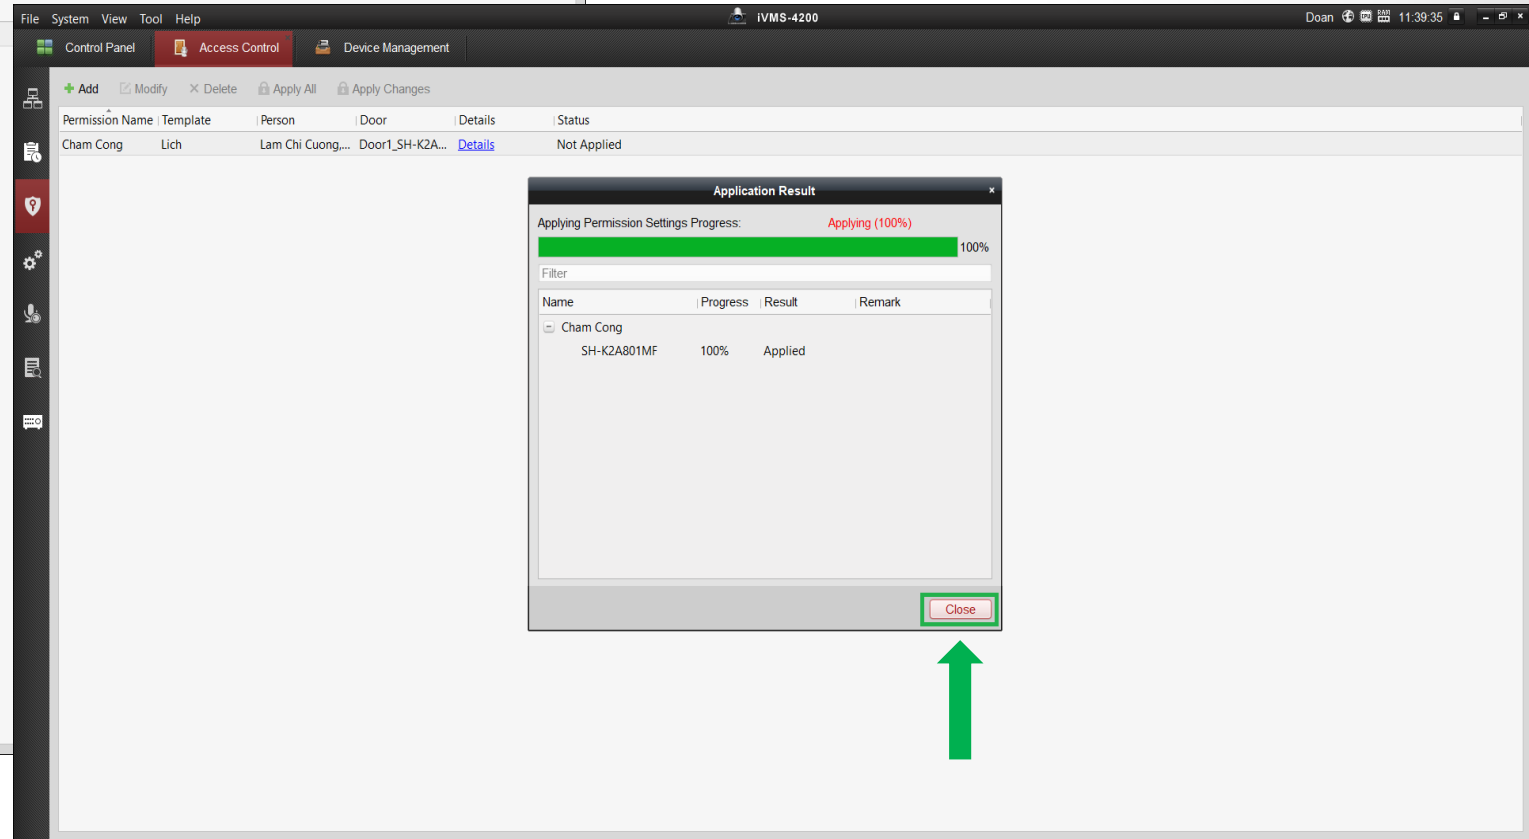 File System View Tool Help iVMS-4200 Doan 11:39:35
Control Panel Access Control Device Management
Add Modify Delete Apply All Apply Changes
Permission Name Template Person Door Details Status
Cham Cong Lich Lam Chi Cuong,... Door1_SH-K2A... Details Not Applied
Application Result
Applying Permission Settings Progress: Applying (100%)
100%
Filter
Name Progress Result Remark
Cham Cong
SH-K2A801MF 100% Applied
Close